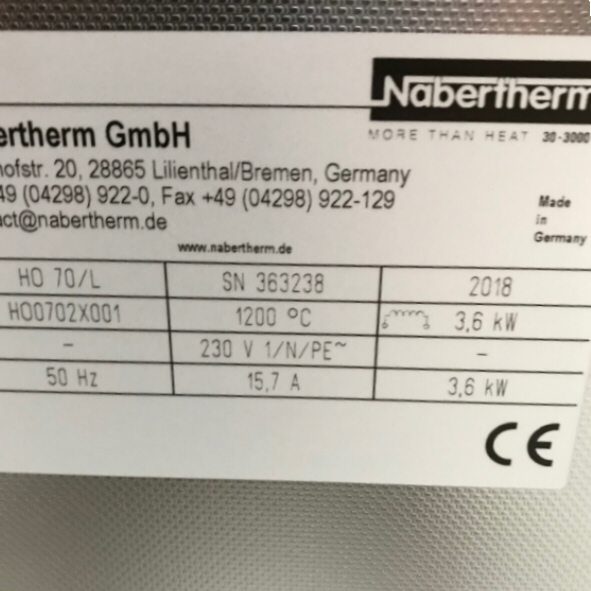 Nabertherm
MORE THAN HEAT 30-3000
ertherm GmbH
hofstr. 20, 28865 Lilienthal/Bremen, Germany
49 (04298) 922-0, Fax +49 (04298) 922-129
act@nabertherm.de
Made
in
Germany
www.nabertherm.de
HO 70/L SN 363238 2018
HO0702X001 1200 °C 3,6 kW
- 230 V 1/N/PE~ -
50 Hz 15,7 A 3,6 kW
CE